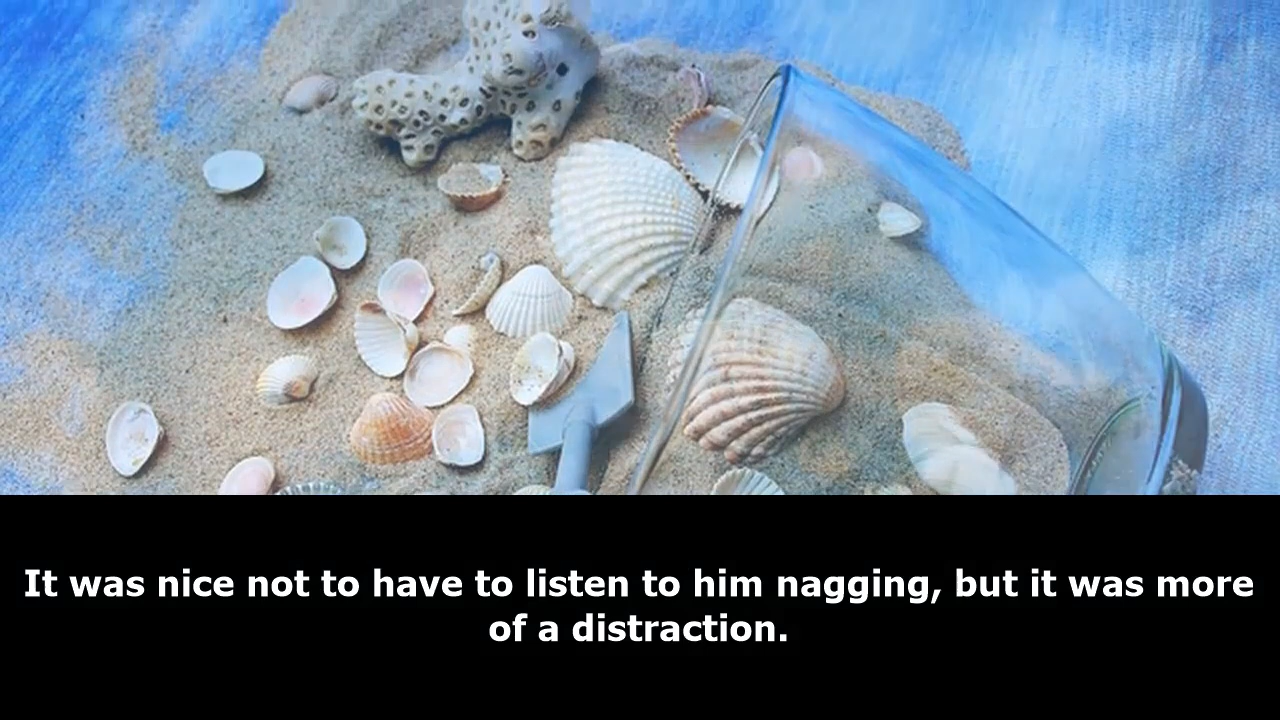 It was nice not to have to listen to him nagging, but it was more
of a distraction.